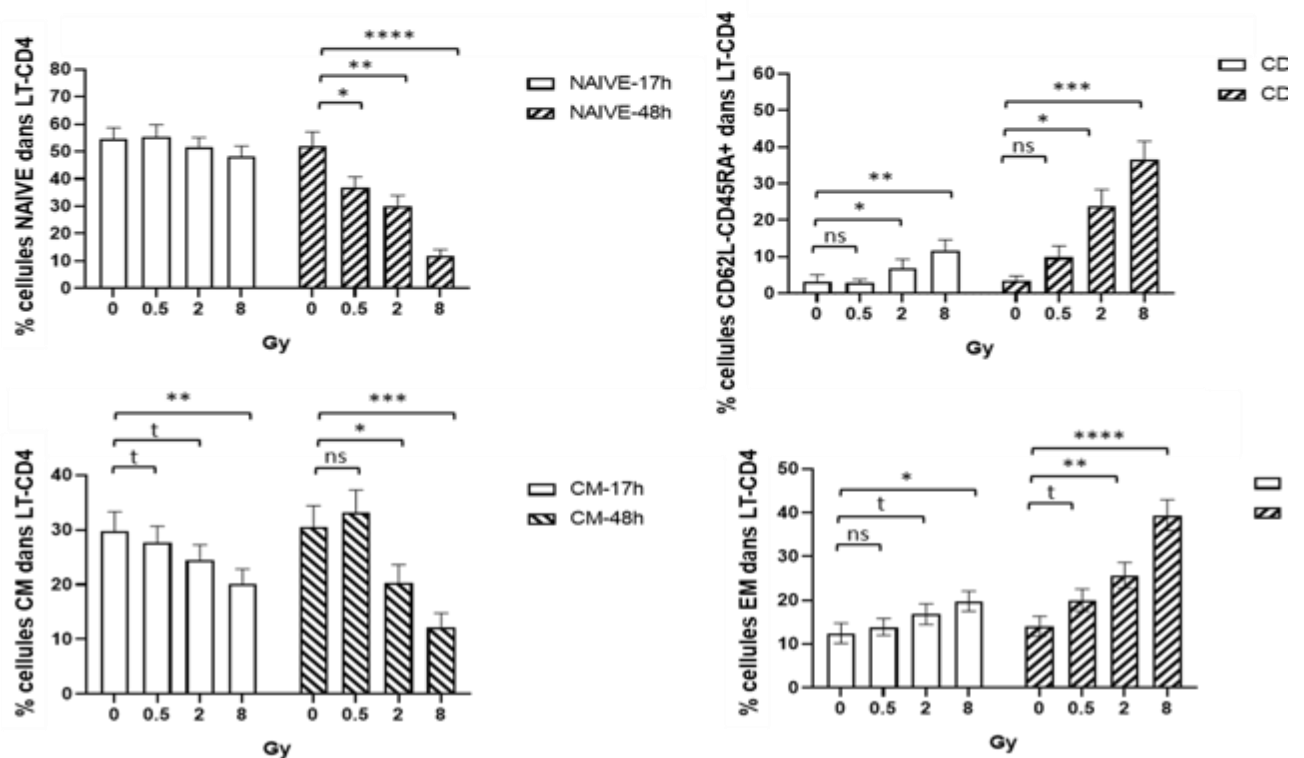 % cellules NAIVE dans LT-CD4
****
**
*
80
70
60
50
40
30
20
10
0
0 0.5 2 8 0 0.5 2 8
Gy
NAIVE-17h
NAIVE-48h
% cellules CD62L-CD45RA+ dans LT-CD4
***
*
ns
**
*
ns
60
50
40
30
20
10
0
0 0.5 2 8 0 0.5 2 8
Gy
CD
CD
% cellules CM dans LT-CD4
** ***
t *
t ns
40
30
20
10
0
0 0.5 2 8 0 0.5 2 8
Gy
CM-17h
CM-48h
% cellules EM dans LT-CD4
****
* **
t t
ns
50
40
30
20
10
0
0 0.5 2 8 0 0.5 2 8
Gy